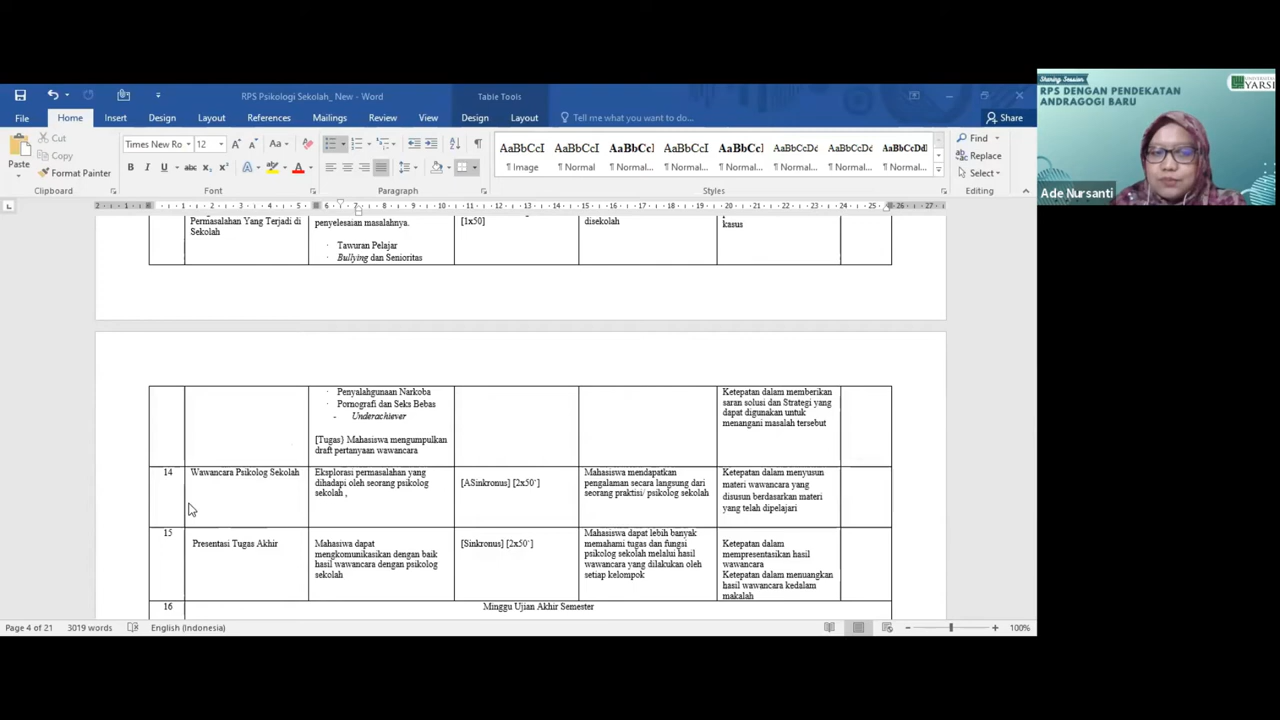 RPS Psikologi Sekolah_ New - Word
Table Tools
File
Home
Insert
Design
Layout
References
Mailings
Review
View
Design
Layout
Tell me what you want to do...
Share
Paste
Cut
Copy
Format Painter
Clipboard
Times New Ro
12
Font
Paragraph
AaBbCcI
¶ Image
AaBbCcI
¶ Normal
AaBbCcI
¶ Normal...
AaBbCcI
¶ Normal...
AaBbCcI
¶ Normal...
AaBbCcDd
¶ Normal...
AaBbCcDd
¶ Normal...
AaBbCcDdI
¶ Normal...
Styles
Find
Replace
Select
Editing
Permasalahan Yang Terjadi di
Sekolah
penyelesaian masalahnya.
· Tawuran Pelajar
· Bullying dan Senioritas
[1x50]
disekolah
kasus
· Penyalahgunaan Narkoba
· Pornografi dan Seks Bebas
- Underachiever
[Tugas} Mahasiswa mengumpulkan
draft pertanyaan wawancara
Ketepatan dalam memberikan
saran solusi dan Strategi yang
dapat digunakan untuk
menangani masalah tersebut
14
Wawancara Psikolog Sekolah
Eksplorasi permasalahan yang
dihadapi oleh seorang psikolog
sekolah ,
[ASinkronus] [2x50`]
Mahasiswa mendapatkan
pengalaman secara langsung dari
seorang praktisi/ psikolog sekolah
Ketepatan dalam menyusun
materi wawancara yang
disusun berdasarkan materi
yang telah dipelajari
15
Presentasi Tugas Akhir
Mahasiwa dapat
mengkomunikasikan dengan baik
hasil wawancara dengan psikolog
sekolah
[Sinkronus] [2x50`]
Mahasiswa dapat lebih banyak
memahami tugas dan fungsi
psikolog sekolah melalui hasil
wawancara yang dilakukan oleh
setiap kelompok
Ketepatan dalam
mempresentasikan hasil
wawancara
Ketepatan dalam menuangkan
hasil wawancara kedalam
makalah
16
Minggu Ujian Akhir Semester
Page 4 of 21
3019 words
English (Indonesia)
100%
Sharing Session
RPS DENGAN PENDEKATAN
ANDRAGOGI BARU
YARSI
Ade Nursanti